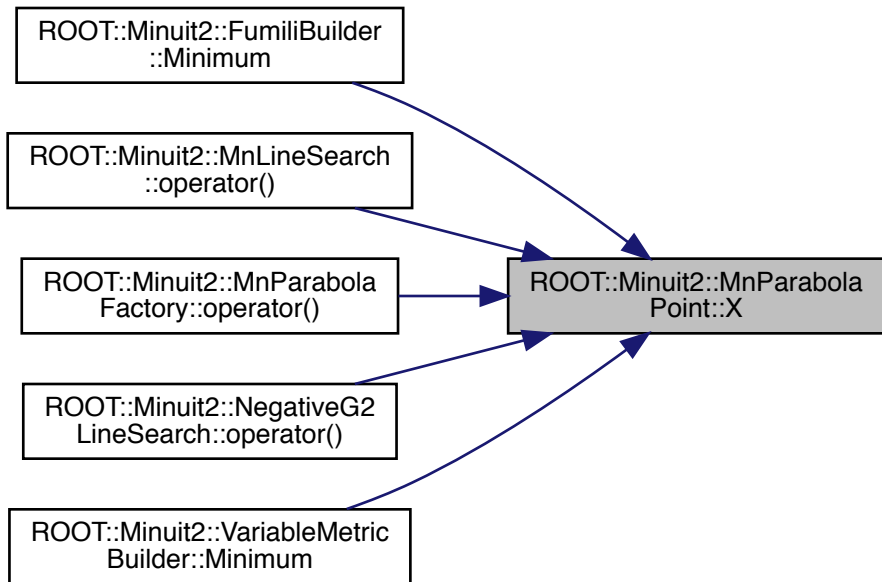 ROOT::Minuit2::FumiliBuilder
::Minimum
ROOT::Minuit2::MnLineSearch
::operator()
ROOT::Minuit2::MnParabola
Factory::operator()
ROOT::Minuit2::MnParabola
Point::X
ROOT::Minuit2::NegativeG2
LineSearch::operator()
ROOT::Minuit2::VariableMetric
Builder::Minimum